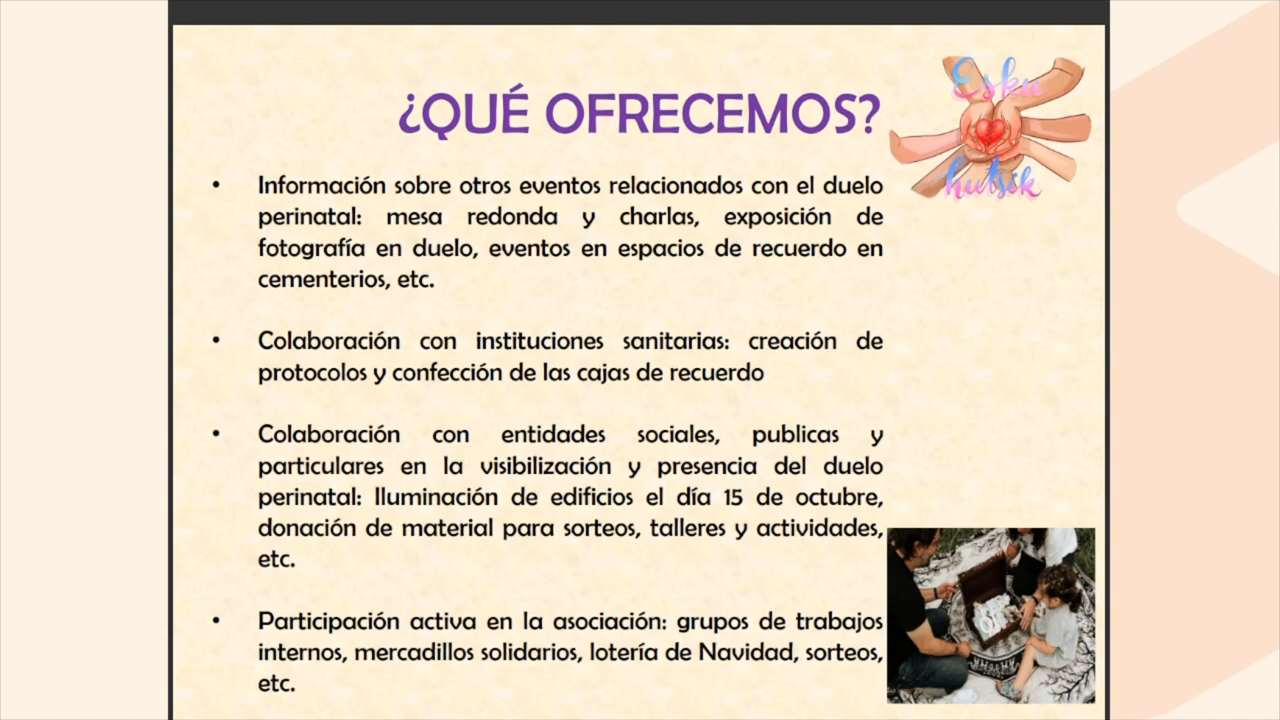 Esku
hutsik
¿QUÉ OFRECEMOS?
• Información sobre otros eventos relacionados con el duelo
perinatal: mesa redonda y charlas, exposición de
fotografía en duelo, eventos en espacios de recuerdo en
cementerios, etc.
• Colaboración con instituciones sanitarias: creación de
protocolos y confección de las cajas de recuerdo
• Colaboración con entidades sociales, publicas y
particulares en la visibilización y presencia del duelo
perinatal: Iluminación de edificios el día 15 de octubre,
donación de material para sorteos, talleres y actividades,
etc.
• Participación activa en la asociación: grupos de trabajos
internos, mercadillos solidarios, lotería de Navidad, sorteos,
etc.